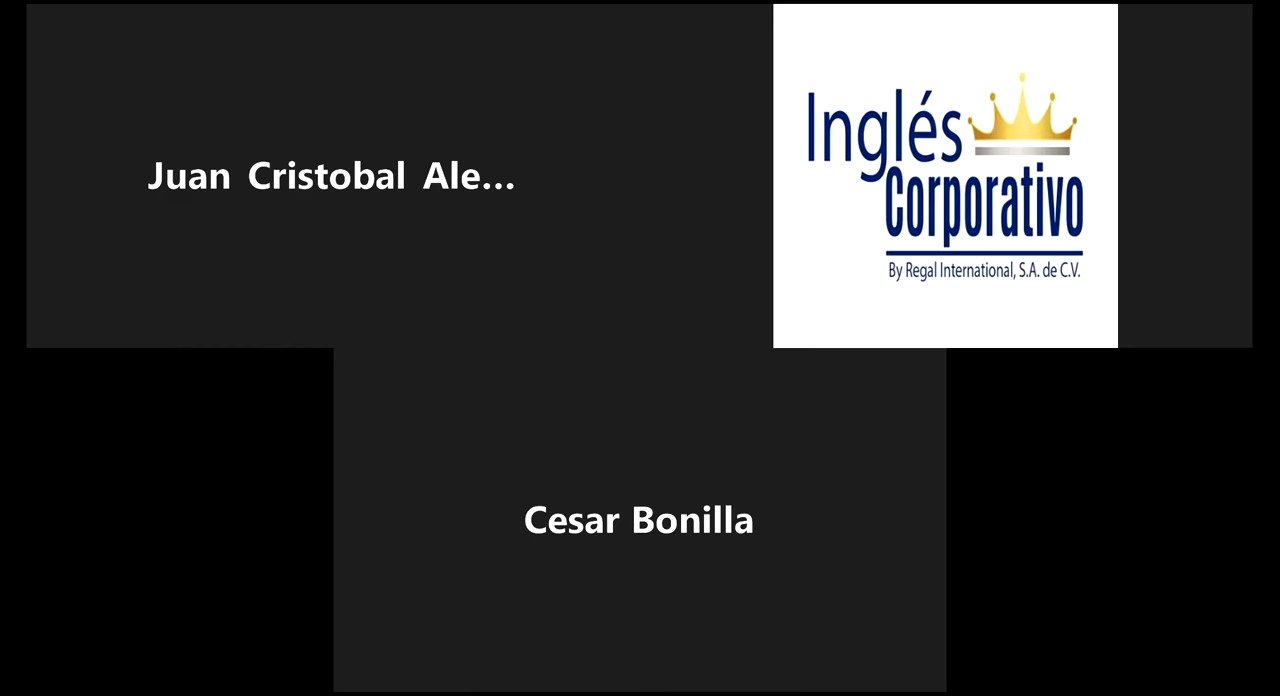 Juan Cristobal Ale...
Inglés
Corporativo
By Regal International, S.A. de C.V.
Cesar Bonilla